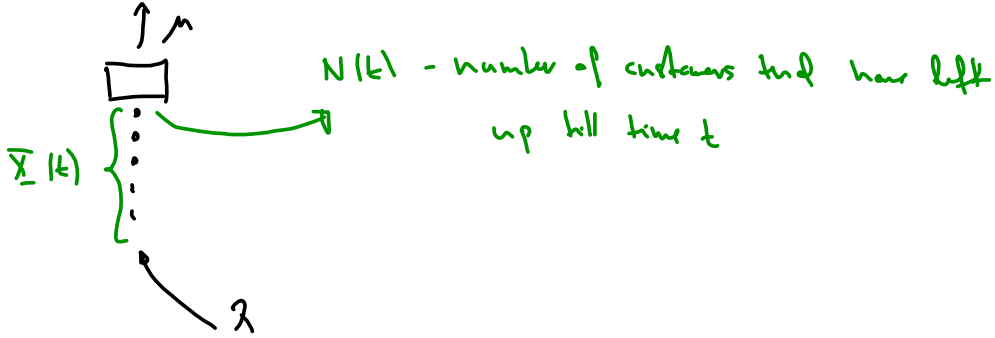 μ
N(t) - number of customers that have left
up till time t
X(t)
λ